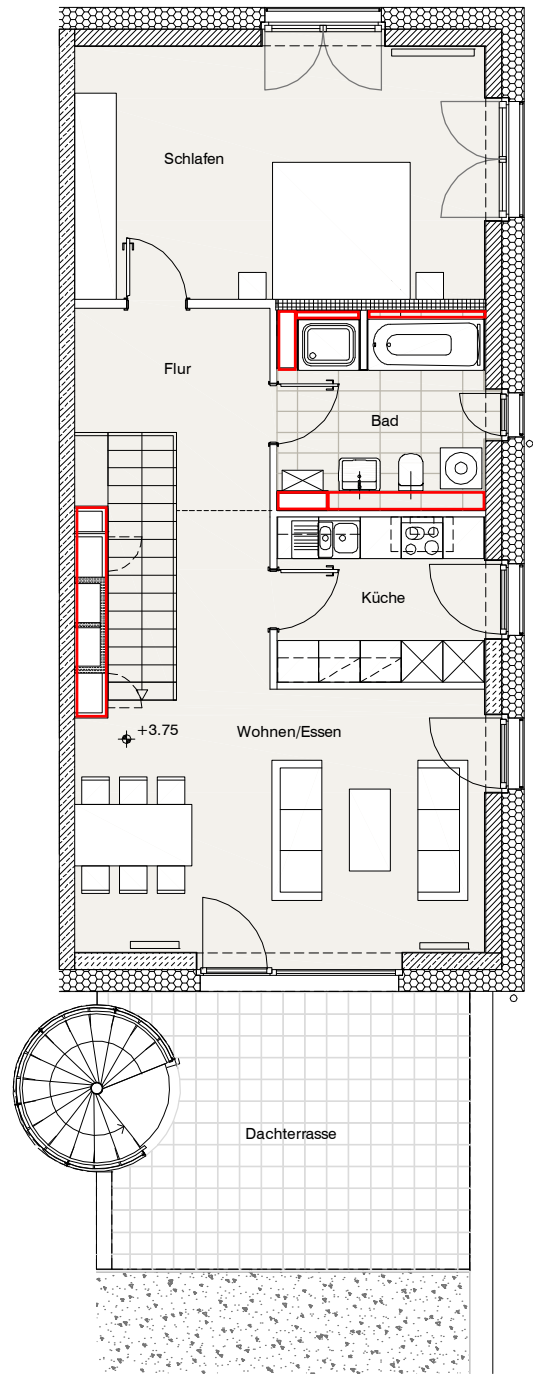 Schlafen
Flur
Bad
Küche
+3.75
Wohnen/Essen
Dachterrasse